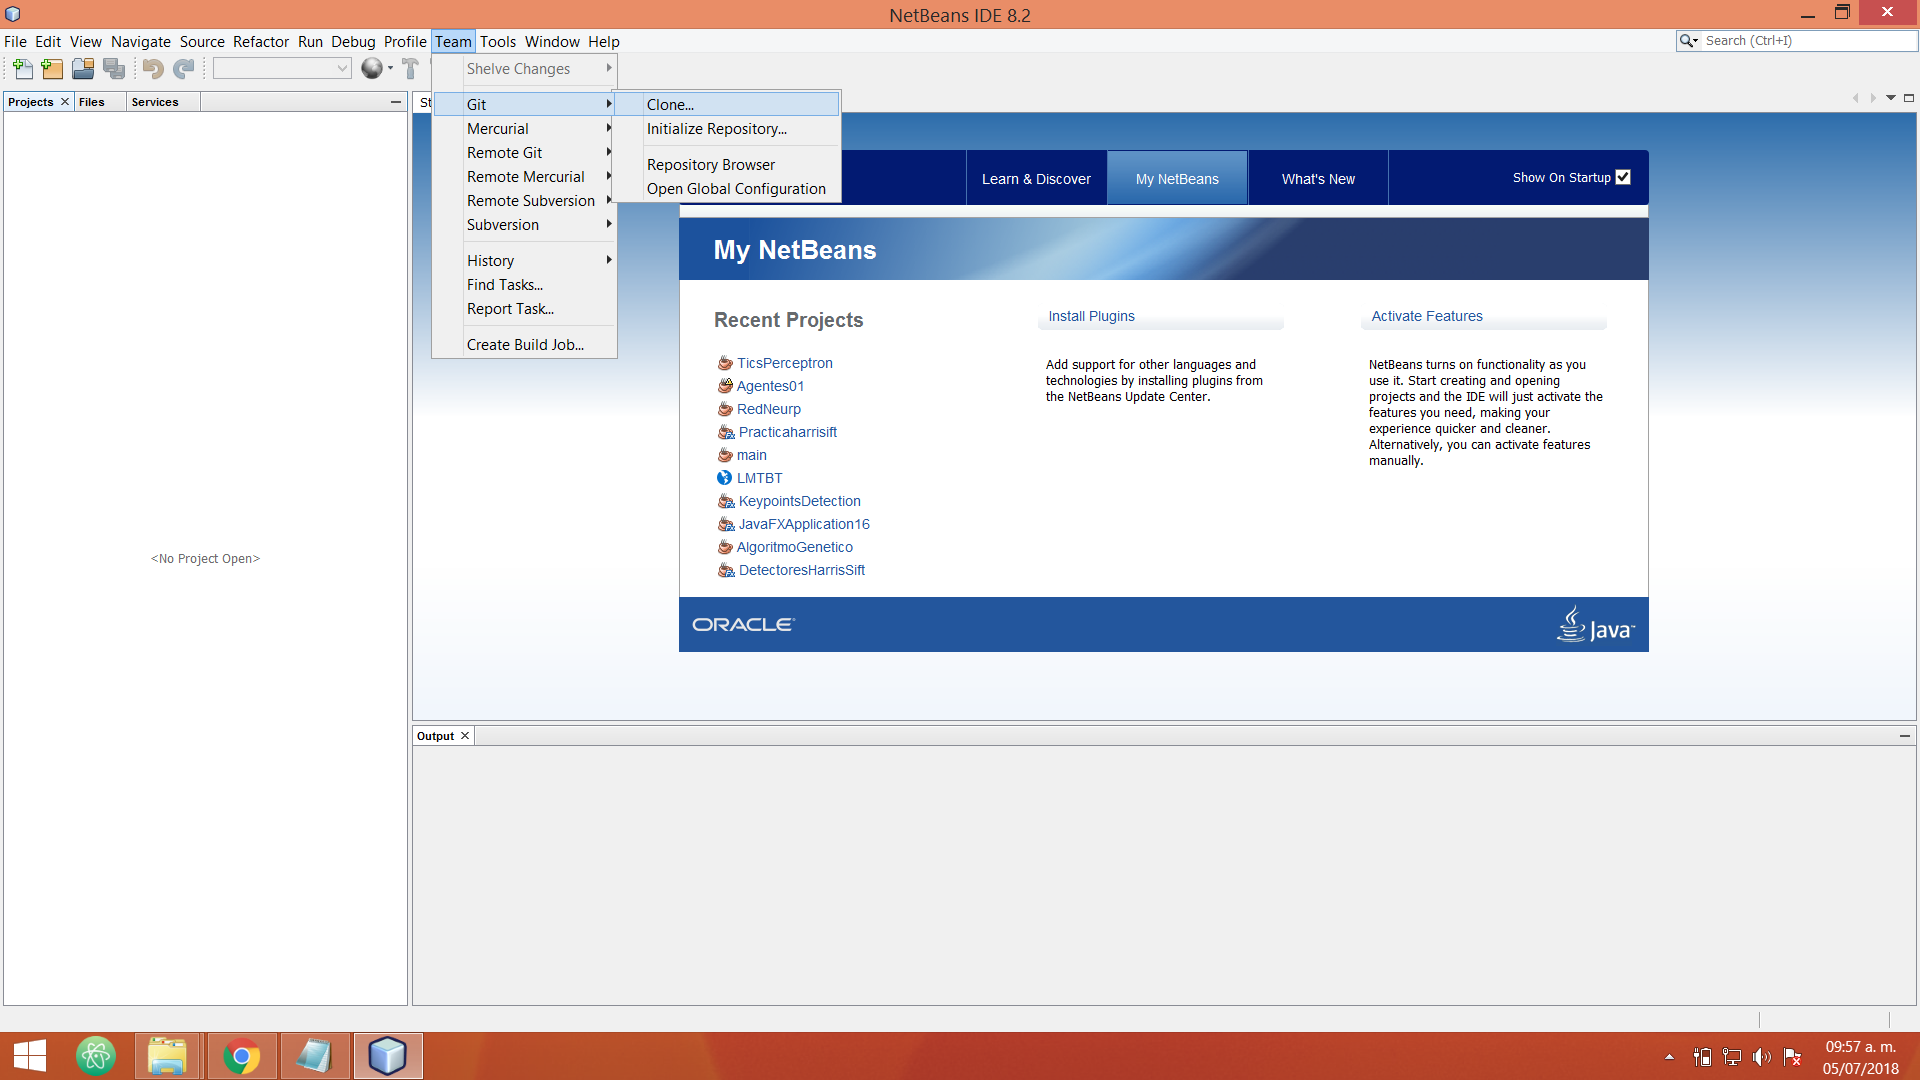 NetBeans IDE 8.2
File Edit View Navigate Source Refactor Run Debug Profile Team Tools Window Help
Search (Ctrl+I)
Projects Files Services
St
Shelve Changes
Git
Mercurial
Remote Git
Remote Mercurial
Remote Subversion
Subversion
History
Find Tasks...
Report Task...
Create Build Job...
Clone...
Initialize Repository...
Repository Browser
Open Global Configuration
Learn & Discover
My NetBeans
What's New
Show On Startup
My NetBeans
Recent Projects
TicsPerceptron
Agentes01
RedNeurp
Practicaharrisift
main
LMTBT
KeypointsDetection
JavaFXApplication16
AlgoritmoGenetico
DetectoresHarrisSift
Install Plugins
Add support for other languages and
technologies by installing plugins from
the NetBeans Update Center.
Activate Features
NetBeans turns on functionality as you
use it. Start creating and opening
projects and the IDE will just activate the
features you need, making your
experience quicker and cleaner.
Alternatively, you can activate features
manually.
<No Project Open>
ORACLE
Java
Output
09:57 a. m.
05/07/2018